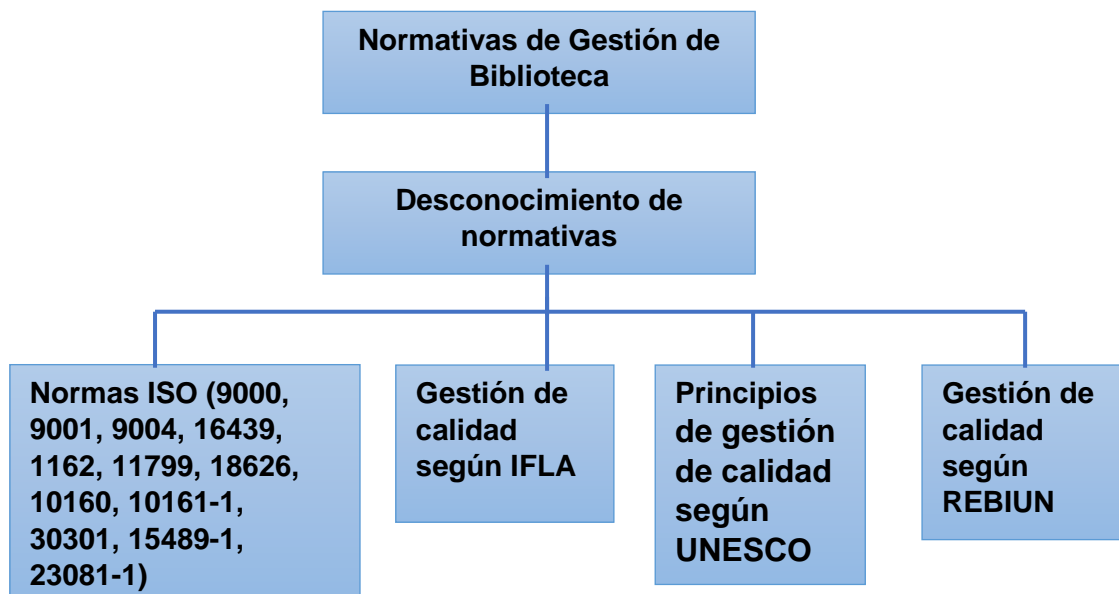 Normativas de Gestión de
Biblioteca
Desconocimiento de
normativas
Normas ISO (9000,
9001, 9004, 16439,
1162, 11799, 18626,
10160, 10161-1,
30301, 15489-1,
23081-1)
Gestión de
calidad
según IFLA
Principios
de gestión
de calidad
según
UNESCO
Gestión de
calidad
según
REBIUN